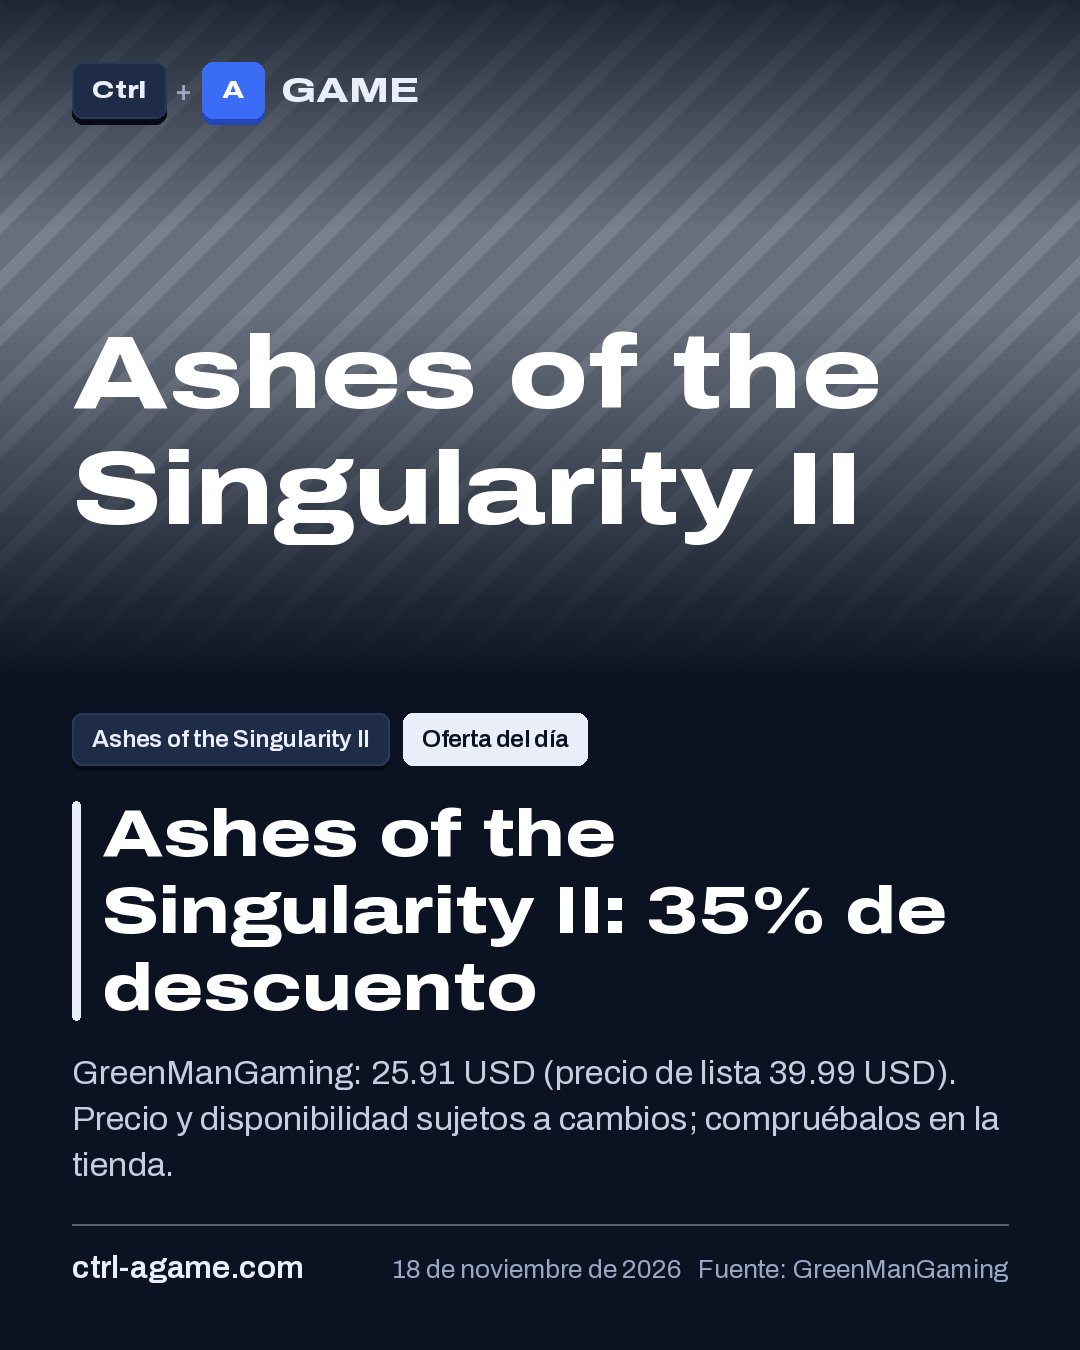 Ctrl + A GAME
Ashes of the
Singularity II
Ashes of the Singularity II
Oferta del día
Ashes of the
Singularity II: 35% de
descuento
GreenManGaming: 25.91 USD (precio de lista 39.99 USD).
Precio y disponibilidad sujetos a cambios; compruébalos en la
tienda.
ctrl-agame.com
18 de noviembre de 2026 Fuente: GreenManGaming